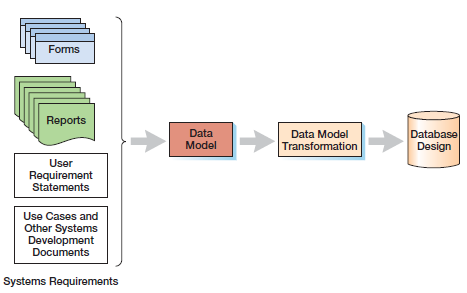 Forms
Reports
User
Requirement
Statements
Use Cases and
Other Systems
Development
Documents
Systems Requirements
Data
Model
Data Model
Transformation
Database
Design